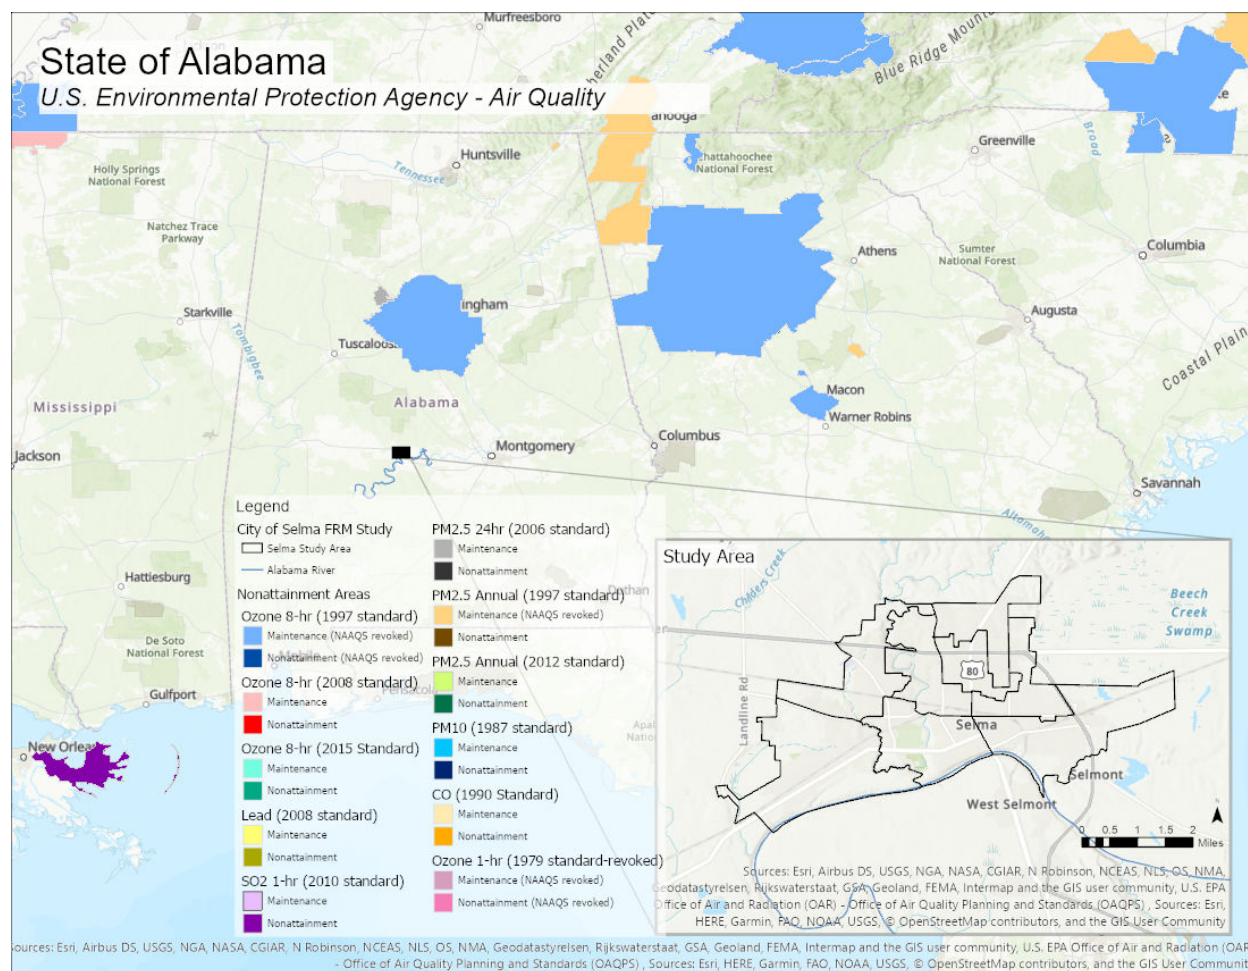 State of Alabama
U.S. Environmental Protection Agency - Air Quality
Murfreesboro
Blue Ridge
Huntsville
Tennessee
Holly Springs
National Forest
Chattahoochee
National Forest
Greenville
Broad
Natchez Trace
Parkway
Athens
Sumter
National Forest
Columbia
ingham
Starkville
Tombigbee
Augusta
Coastal Plain
Macon
Warner Robins
Mississippi
Alabama
Jackson
Montgomery
Columbus
Savannah
Altamaha
Hattiesburg
De Soto
National Forest
Gulfport
New Orlea
Mobile
Pensacola
Dothan
Legend
City of Selma FRM Study
Selma Study Area
Alabama River
Nonattainment Areas
Ozone 8-hr (1997 standard)
Maintenance (NAAQS revoked)
Nonattainment (NAAQS revoked)
Ozone 8-hr (2008 standard)
Maintenance
Nonattainment
Ozone 8-hr (2015 Standard)
Maintenance
Nonattainment
Lead (2008 standard)
Maintenance
Nonattainment
SO2 1-hr (2010 standard)
Maintenance
Nonattainment
PM2.5 24hr (2006 standard)
Maintenance
Nonattainment
PM2.5 Annual (1997 standard)
Maintenance (NAAQS revoked)
Nonattainment
PM2.5 Annual (2012 standard)
Maintenance
Nonattainment
PM10 (1987 standard)
Maintenance
Nonattainment
CO (1990 Standard)
Maintenance
Nonattainment
Ozone 1-hr (1979 standard-revoked)
Maintenance (NAAQS revoked)
Nonattainment (NAAQS revoked)
Study Area
Childers Creek
Beech
Creek
Swamp
Landline Rd
80
Selma
Selmont
West Selmont
N
0 0.5 1 1.5 2
Miles
Sources: Esri, Airbus DS, USGS, NGA, NASA, CGIAR, N Robinson, NCEAS, NLS, OS, NMA,
Geodatastyrelsen, Rijkswaterstaat, GSA, Geoland, FEMA, Intermap and the GIS user community, U.S. EPA
Office of Air and Radiation (OAR) - Office of Air Quality Planning and Standards (OAQPS) , Sources: Esri,
HERE, Garmin, FAO, NOAA, USGS, © OpenStreetMap contributors, and the GIS User Community
Sources: Esri, Airbus DS, USGS, NGA, NASA, CGIAR, N Robinson, NCEAS, NLS, OS, NMA, Geodatastyrelsen, Rijkswaterstaat, GSA, Geoland, FEMA, Intermap and the GIS user community, U.S. EPA Office of Air and Radiation (OAR
- Office of Air Quality Planning and Standards (OAQPS) , Sources: Esri, HERE, Garmin, FAO, NOAA, USGS, © OpenStreetMap contributors, and the GIS User Communit